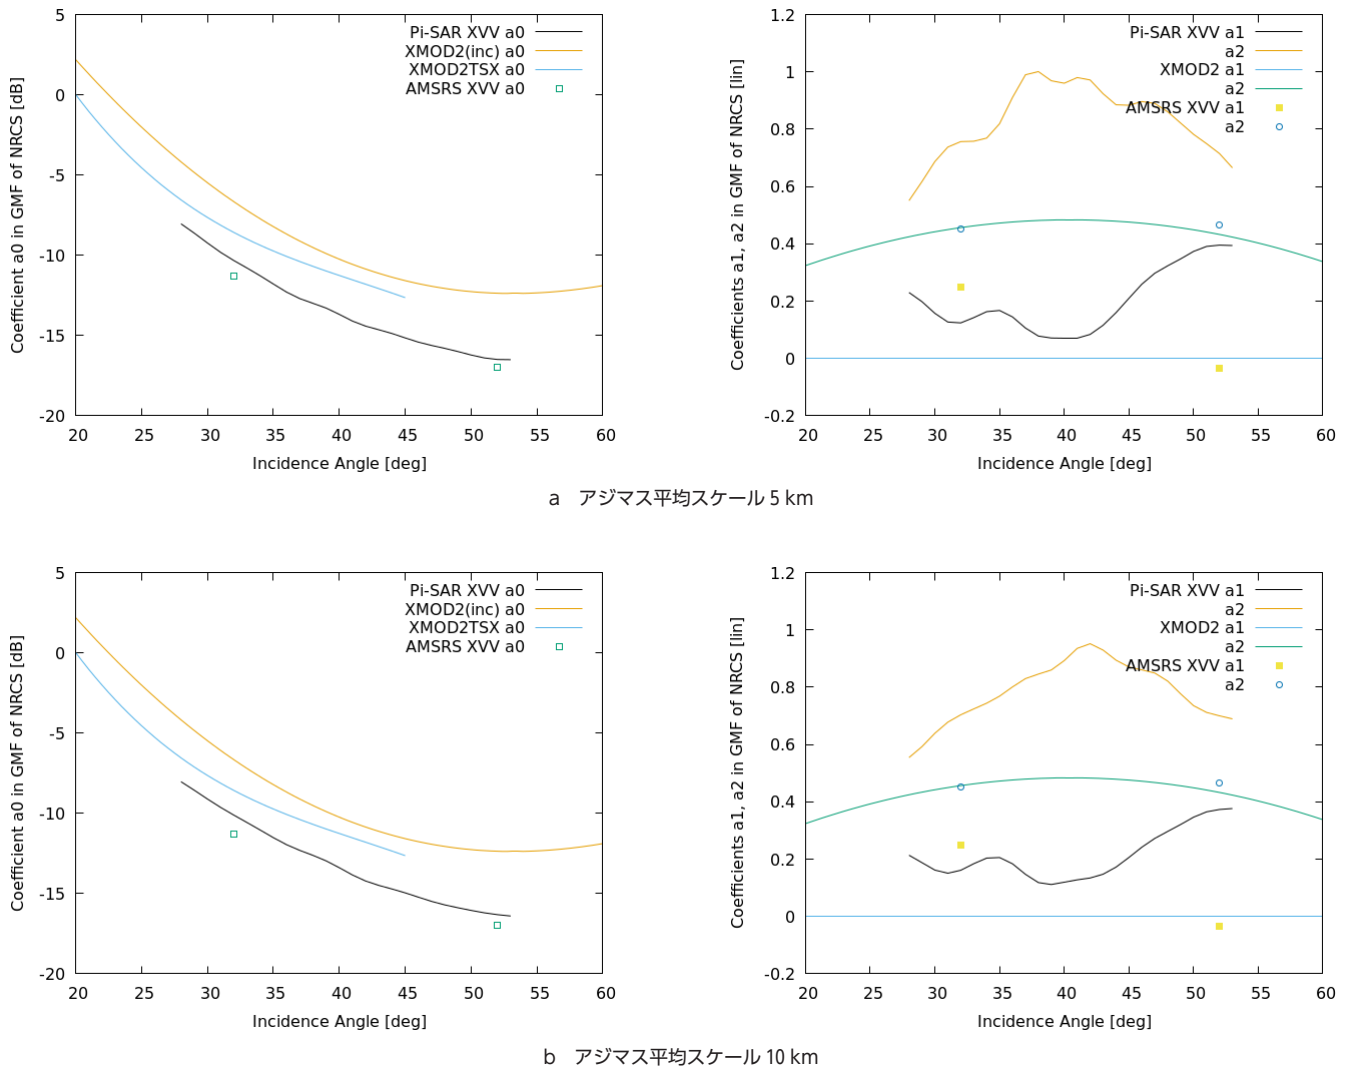 5
0
-5
-10
-15
-20
20 25 30 35 40 45 50 55 60
Coefficient a0 in GMF of NRCS [dB]
Incidence Angle [deg]
Pi-SAR XVV a0
XMOD2(inc) a0
XMOD2TSX a0
AMSRS XVV a0
1.2
1
0.8
0.6
0.4
0.2
0
-0.2
20 25 30 35 40 45 50 55 60
Coefficients a1, a2 in GMF of NRCS [lin]
Incidence Angle [deg]
Pi-SAR XVV a1
a2
XMOD2 a1
a2
AMSRS XVV a1
a2
a　アジマス平均スケール 5 km
5
0
-5
-10
-15
-20
20 25 30 35 40 45 50 55 60
Coefficient a0 in GMF of NRCS [dB]
Incidence Angle [deg]
Pi-SAR XVV a0
XMOD2(inc) a0
XMOD2TSX a0
AMSRS XVV a0
1.2
1
0.8
0.6
0.4
0.2
0
-0.2
20 25 30 35 40 45 50 55 60
Coefficients a1, a2 in GMF of NRCS [lin]
Incidence Angle [deg]
Pi-SAR XVV a1
a2
XMOD2 a1
a2
AMSRS XVV a1
a2
b　アジマス平均スケール 10 km